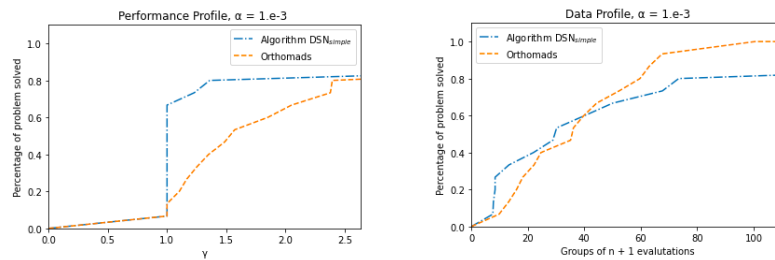 Performance Profile, α = 1.e-3
Percentage of problem solved
1.0
0.8
0.6
0.4
0.2
0.0
Algorithm DSN_simple
Orthomads
0.0
0.5
1.0
1.5
2.0
2.5
γ
Data Profile, α = 1.e-3
Percentage of problem solved
1.0
0.8
0.6
0.4
0.2
0.0
Algorithm DSN_simple
Orthomads
0
20
40
60
80
100
Groups of n + 1 evalutations